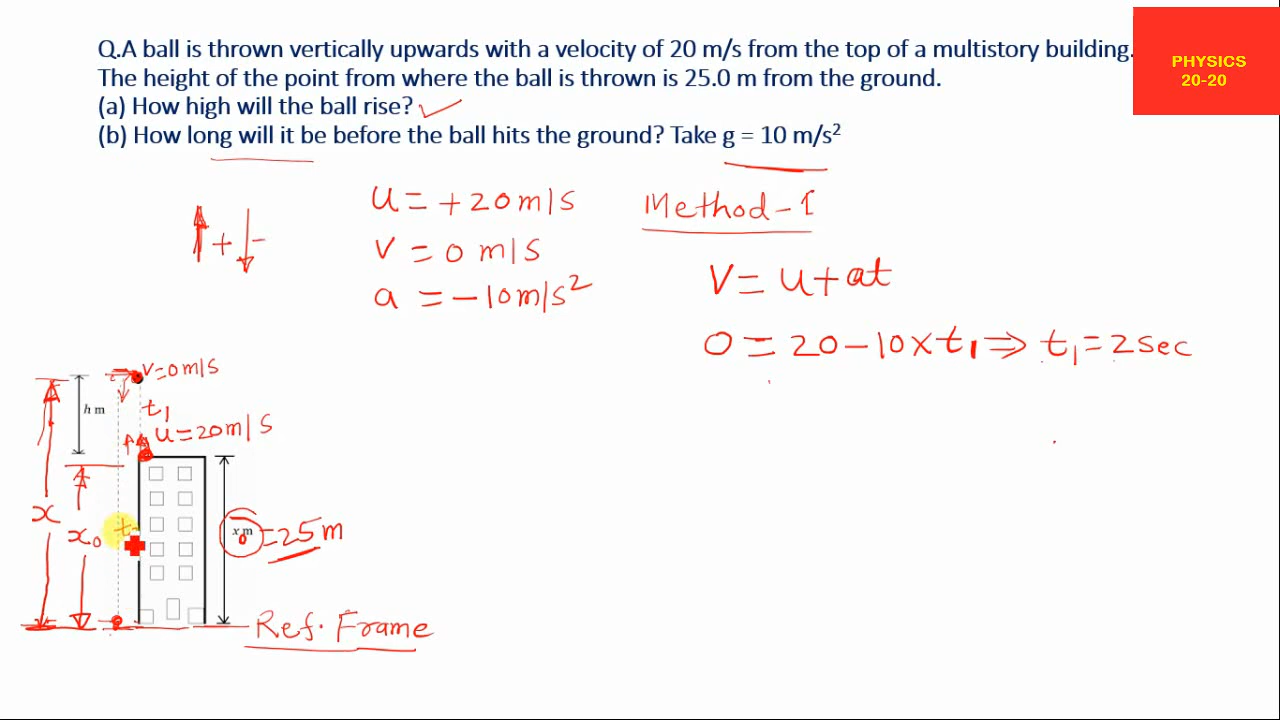 Q.A ball is thrown vertically upwards with a velocity of 20 m/s from the top of a multistory building.
The height of the point from where the ball is thrown is 25.0 m from the ground.
(a) How high will the ball rise?
(b) How long will it be before the ball hits the ground? Take g = 10 m/s²
PHYSICS
20-20
+ -
u = +20 m/s
v = 0 m/s
a = -10 m/s²
Method-I
v = u + at
0 = 20 - 10 × t₁ ⇒ t₁ = 2 sec
v=0 m/s
h m
t₁
u = 20 m/s
x
x₀
= 25 m
Ref. Frame